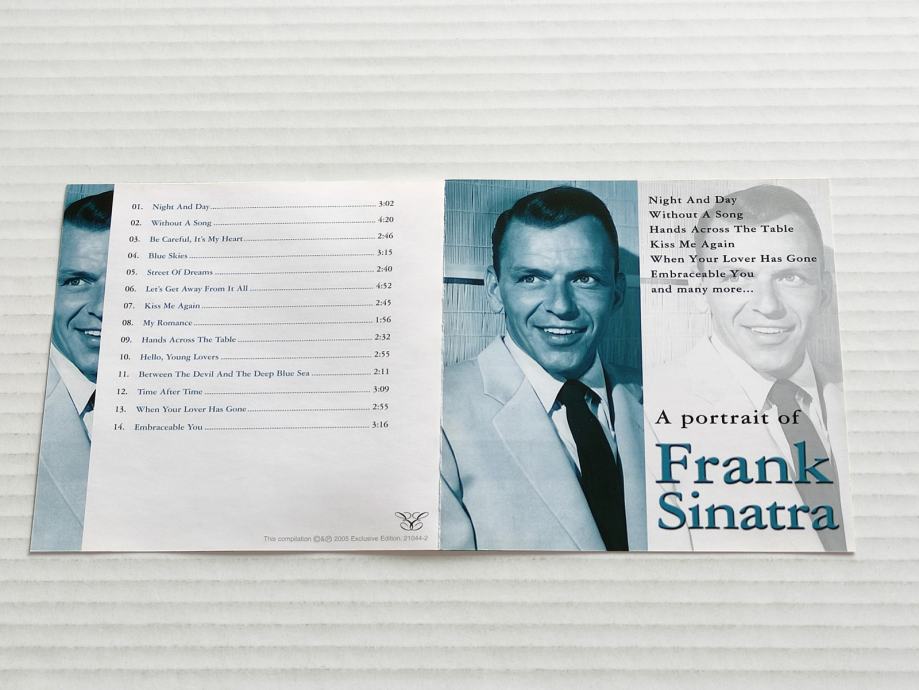 01. Night And Day 3:02
02. Without A Song 4:20
03. Be Careful, It's My Heart 2:46
04. Blue Skies 3:15
05. Street Of Dreams 2:40
06. Let's Get Away From It All 4:52
07. Kiss Me Again 2:45
08. My Romance 1:56
09. Hands Across The Table 2:32
10. Hello, Young Lovers 2:55
11. Between The Devil And The Deep Blue Sea 2:11
12. Time After Time 3:09
13. When Your Lover Has Gone 2:55
14. Embraceable You 3:16
This compilation ©&℗ 2005 Exclusive Edition. 21044-2
Night And Day
Without A Song
Hands Across The Table
Kiss Me Again
When Your Lover Has Gone
Embraceable You
and many more...
A portrait of
Frank
Sinatra